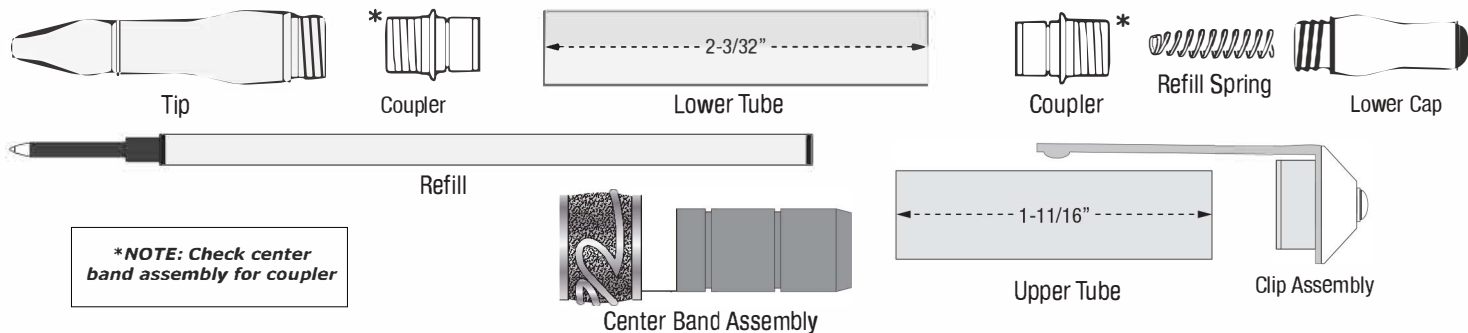 *
2-3/32”
*
Tip
Coupler
Lower Tube
Coupler
Refill Spring
Lower Cap
Refill
1-11/16”
*NOTE: Check center
band assembly for coupler
Center Band Assembly
Upper Tube
Clip Assembly